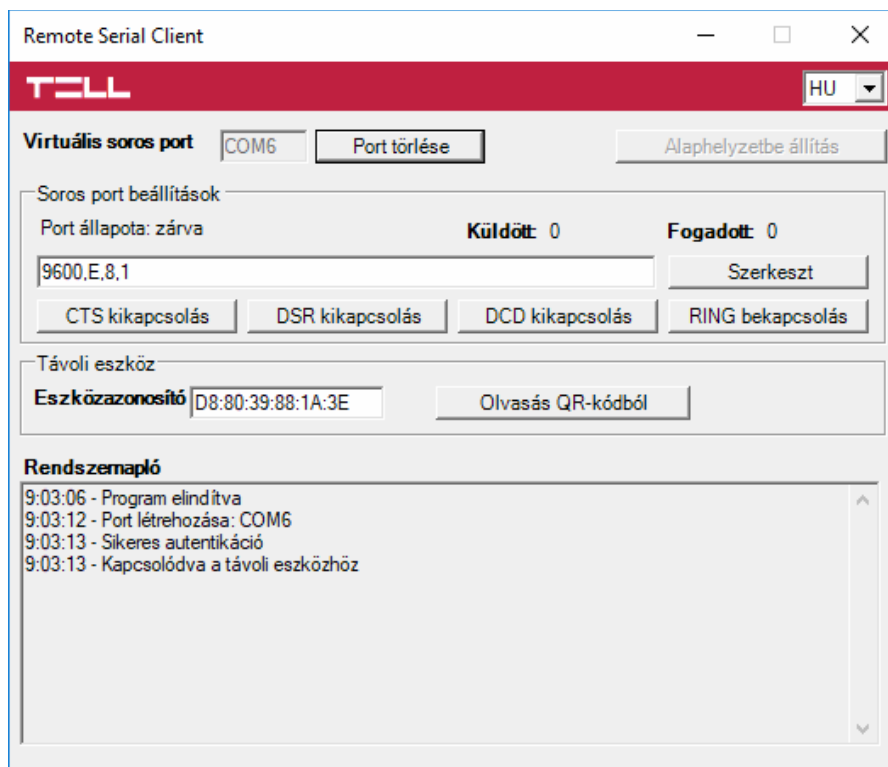 Remote Serial Client
TELL
HU
Virtuális soros port COM6 Port törlése Alaphelyzetbe állítás
Soros port beállítások
Port állapota: zárva Küldött: 0 Fogadott: 0
9600,E,8,1 Szerkeszt
CTS kikapcsolás DSR kikapcsolás DCD kikapcsolás RING bekapcsolás
Távoli eszköz
Eszközazonosító D8:80:39:88:1A:3E Olvasás QR-kódból
Rendszernapló
9:03:06 - Program elindítva
9:03:12 - Port létrehozása: COM6
9:03:13 - Sikeres autentikáció
9:03:13 - Kapcsolódva a távoli eszközhöz